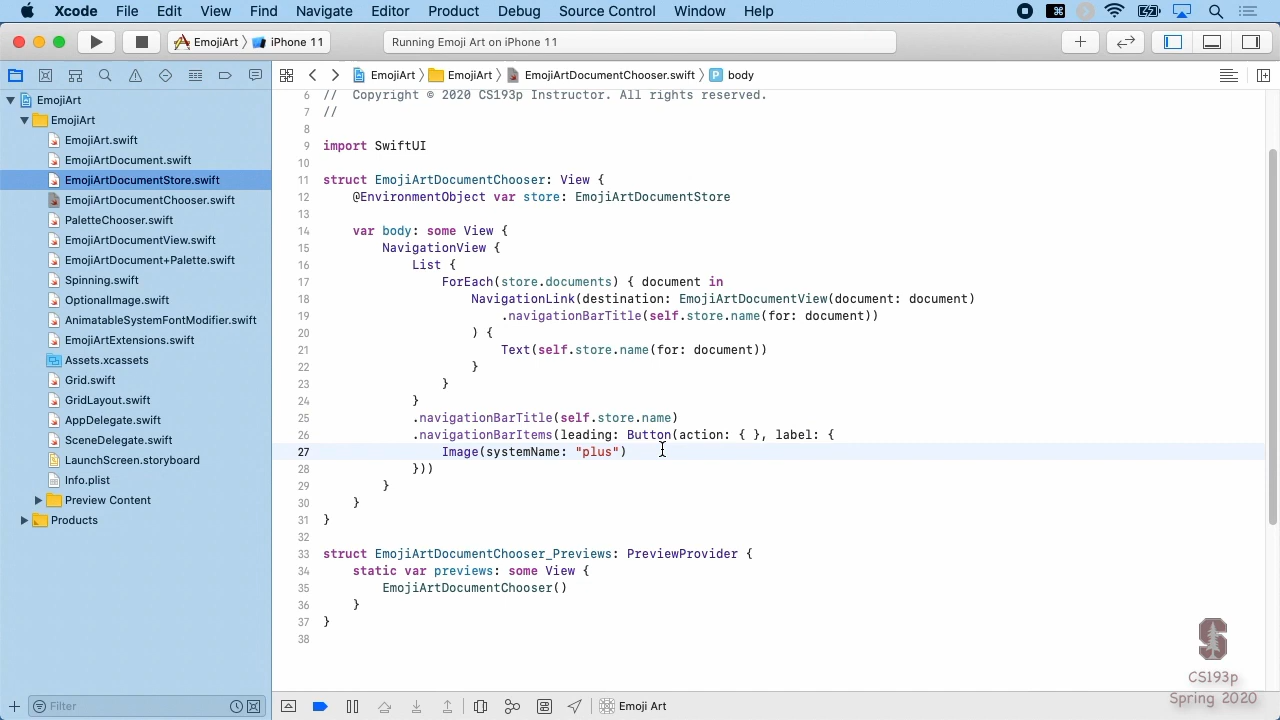 Xcode File Edit View Find Navigate Editor Product Debug Source Control Window Help
EmojiArt iPhone 11 Running Emoji Art on iPhone 11
EmojiArt EmojiArt EmojiArtDocumentChooser.swift P body
EmojiArt
EmojiArt
EmojiArt.swift
EmojiArtDocument.swift
EmojiArtDocumentStore.swift
EmojiArtDocumentChooser.swift
PaletteChooser.swift
EmojiArtDocumentView.swift
EmojiArtDocument+Palette.swift
Spinning.swift
OptionalImage.swift
AnimatableSystemFontModifier.swift
EmojiArtExtensions.swift
Assets.xcassets
Grid.swift
GridLayout.swift
AppDelegate.swift
SceneDelegate.swift
LaunchScreen.storyboard
Info.plist
Preview Content
Products
Filter
6 // Copyright © 2020 CS193p Instructor. All rights reserved.
7 //
8
9 import SwiftUI
10
11 struct EmojiArtDocumentChooser: View {
12 @EnvironmentObject var store: EmojiArtDocumentStore
13
14 var body: some View {
15 NavigationView {
16 List {
17 ForEach(store.documents) { document in
18 NavigationLink(destination: EmojiArtDocumentView(document: document)
19 .navigationBarTitle(self.store.name(for: document))
20 ) {
21 Text(self.store.name(for: document))
22 }
23 }
24 }
25 .navigationBarTitle(self.store.name)
26 .navigationBarItems(leading: Button(action: { }, label: {
27 Image(systemName: "plus")
28 }))
29 }
30 }
31 }
32
33 struct EmojiArtDocumentChooser_Previews: PreviewProvider {
34 static var previews: some View {
35 EmojiArtDocumentChooser()
36 }
37 }
38
Emoji Art
S
CS193p
Spring 2020